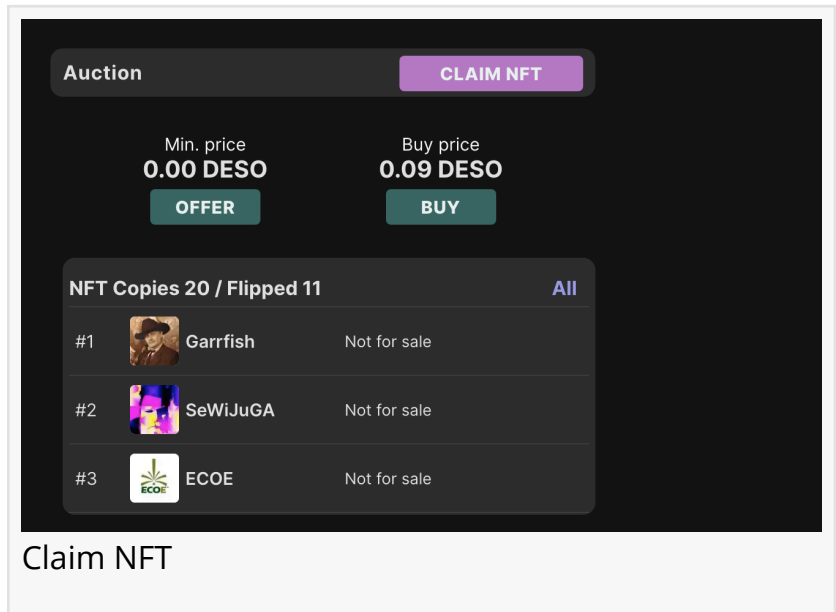 Auction
CLAIM NFT
Min. price
Buy price
0.00 DESO
0.09 DESO
OFFER
BUY
NFT Copies 20 / Flipped 11
All
#1 Garrfish Not for sale
#2 SeWiJuGA Not for sale
#3 ECOE ECOE Not for sale
Claim NFT